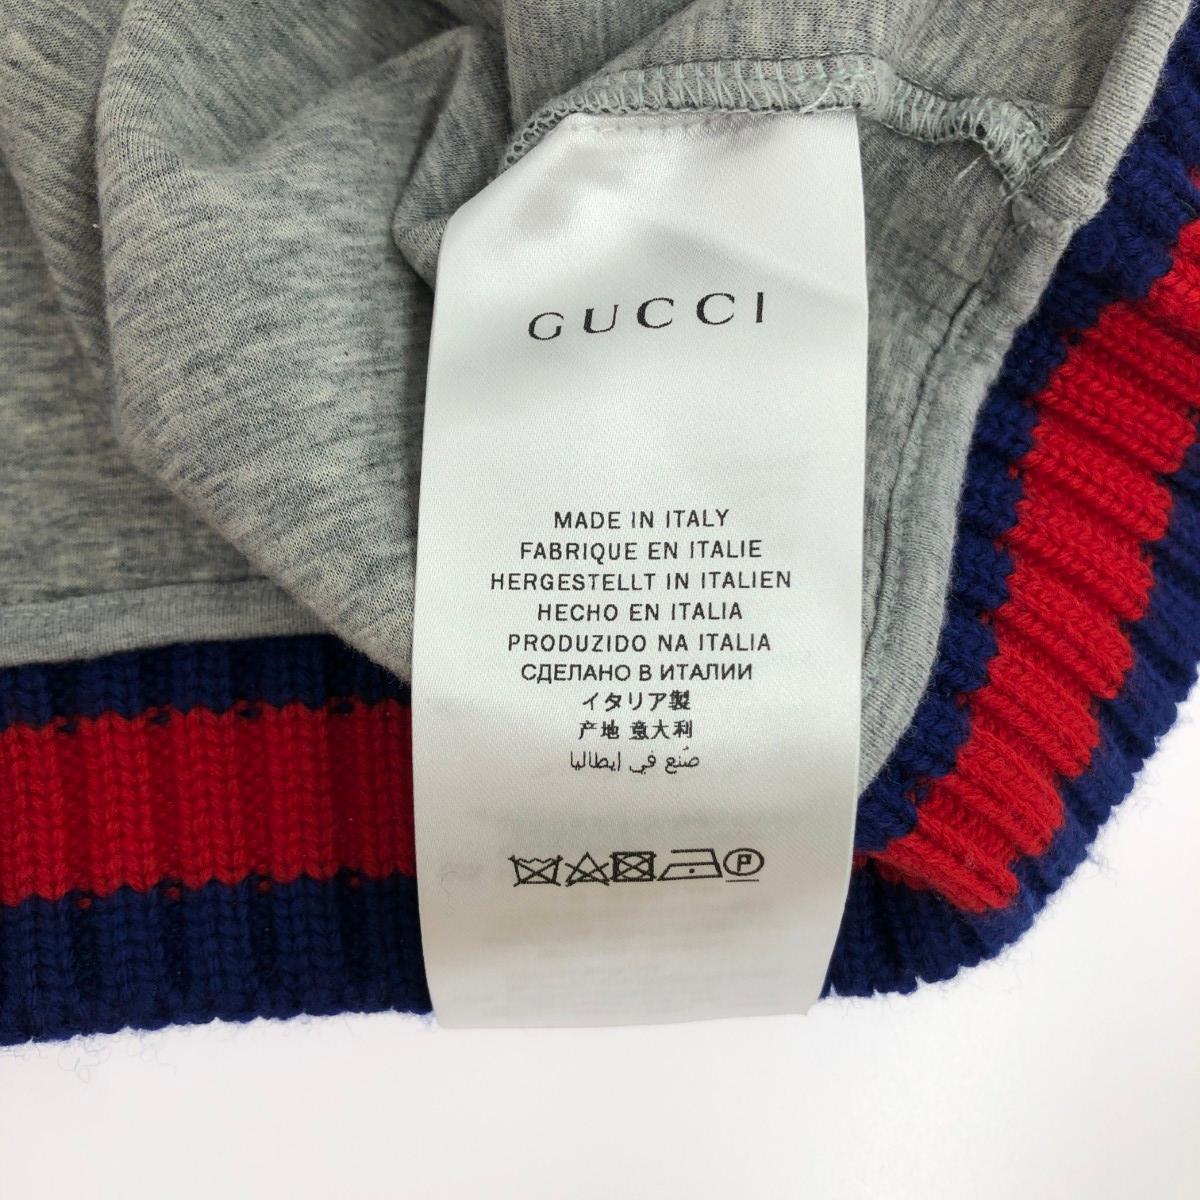 GUCCI
MADE IN ITALY
FABRIQUE EN ITALIE
HERGESTELLT IN ITALIEN
HECHO EN ITALIA
PRODUZIDO NA ITALIA
СДЕЛАНО В ИТАЛИИ
イタリア製
产地 意大利
صُنع في ايطاليا
P